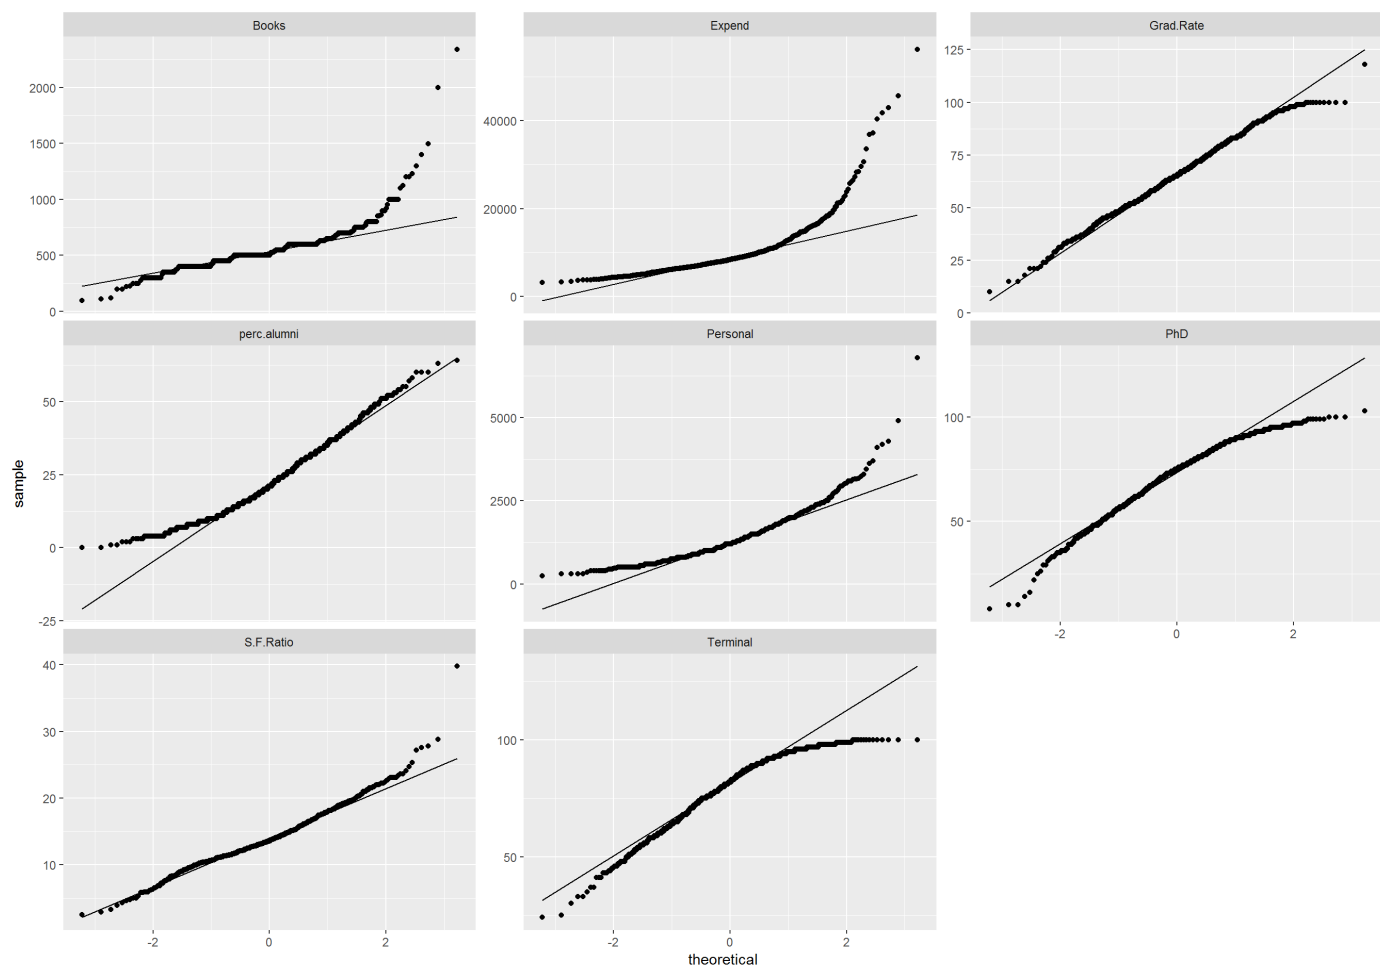 Books
Expend
Grad.Rate
2000
1500
1000
500
0
40000
20000
0
125
100
75
50
25
0
perc.alumni
Personal
PhD
50
25
0
-25
5000
2500
0
100
50
-2 0 2
S.F.Ratio
Terminal
40
30
20
10
100
50
-2 0 2
-2 0 2
sample
theoretical